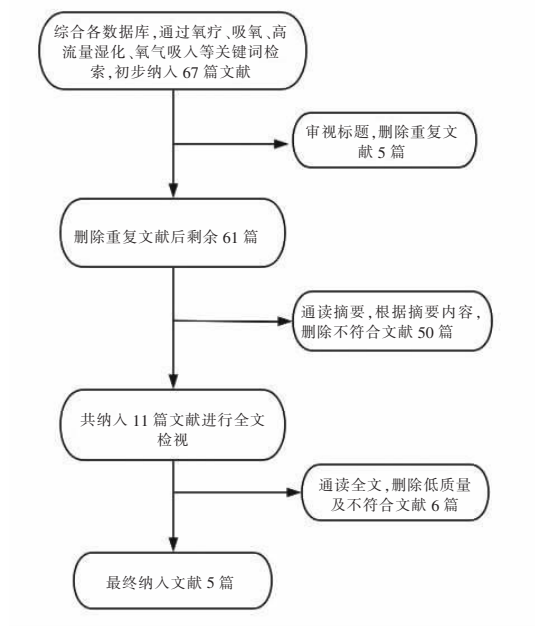 综合各数据库,通过氧疗、吸氧、高
流量湿化、氧气吸入等关键词检
索,初步纳入 67 篇文献
审视标题,删除重复文
献 5 篇
删除重复文献后剩余 61 篇
通读摘要,根据摘要内容,
删除不符合文献 50 篇
共纳入 11 篇文献进行全文
检视
通读全文,删除低质量
及不符合文献 6 篇
最终纳入文献 5 篇